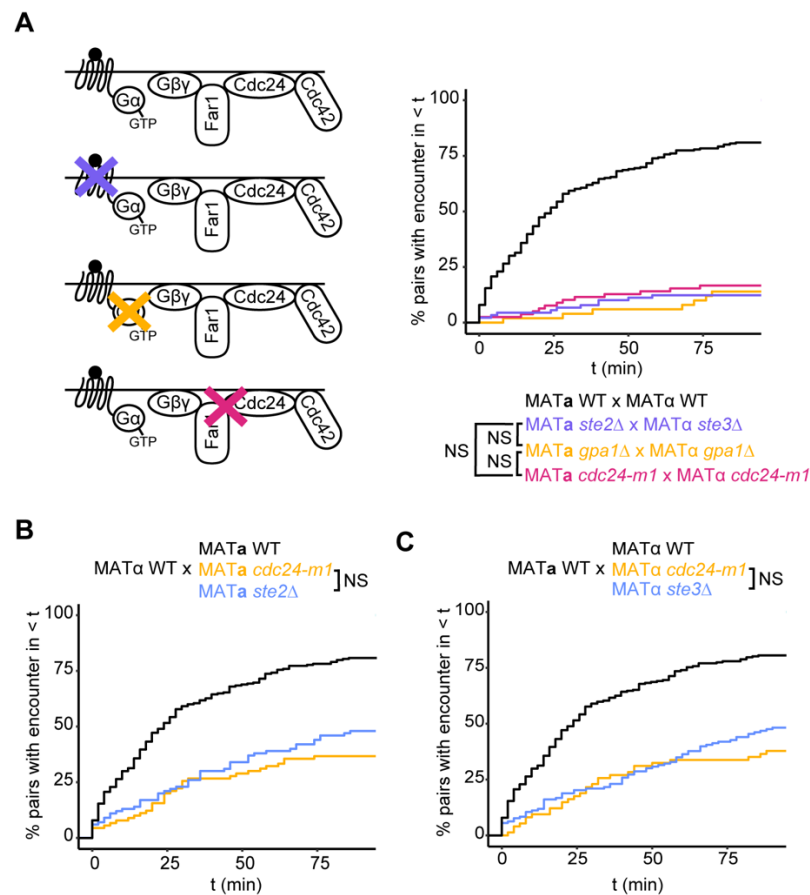 A
Gα
GTP
Gβγ
Far1
Cdc24
Cdc42
Gα
GTP
Gβγ
Far1
Cdc24
Cdc42
GTP
Gβγ
Far1
Cdc24
Cdc42
Gα
GTP
Gβγ
Cdc24
Cdc42
% pairs with encounter in < t
100
75
50
25
0
0 25 50 75
t (min)
MATa WT x MATα WT
MATa ste2Δ x MATα ste3Δ
MATa gpa1Δ x MATα gpa1Δ
MATa cdc24-m1 x MATα cdc24-m1
NS
NS
NS
B
MATa WT
MATα WT x MATa cdc24-m1
MATa ste2Δ
NS
% pairs with encounter in < t
100
75
50
25
0
0 25 50 75
t (min)
C
MATα WT
MATa WT x MATα cdc24-m1
MATα ste3Δ
NS
% pairs with encounter in < t
100
75
50
25
0
0 25 50 75
t (min)